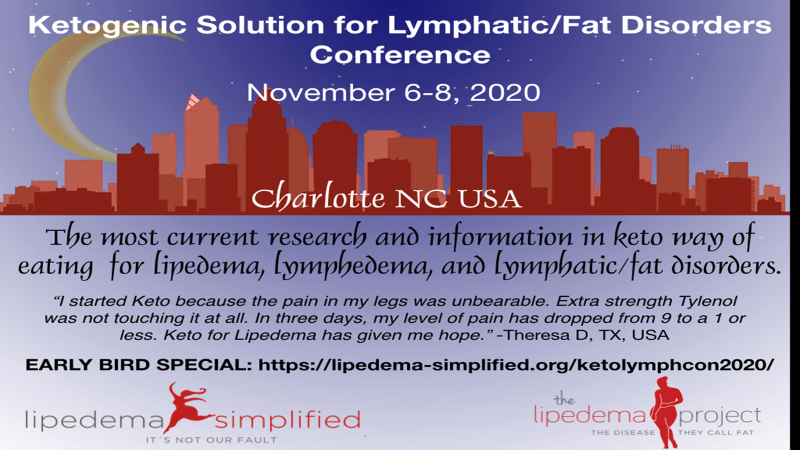 Ketogenic Solution for Lymphatic/Fat Disorders
Conference
November 6-8, 2020
Charlotte NC USA
The most current research and information in keto way of
eating for lipedema, lymphedema, and lymphatic/fat disorders.
“I started Keto because the pain in my legs was unbearable. Extra strength Tylenol
was not touching it at all. In three days, my level of pain has dropped from 9 to a 1 or
less. Keto for Lipedema has given me hope.” -Theresa D, TX, USA
EARLY BIRD SPECIAL: https://lipedema-simplified.org/ketolymphcon2020/
lipedema simplified
IT'S NOT OUR FAULT
the
lipedema project
THE DISEASE THEY CALL FAT